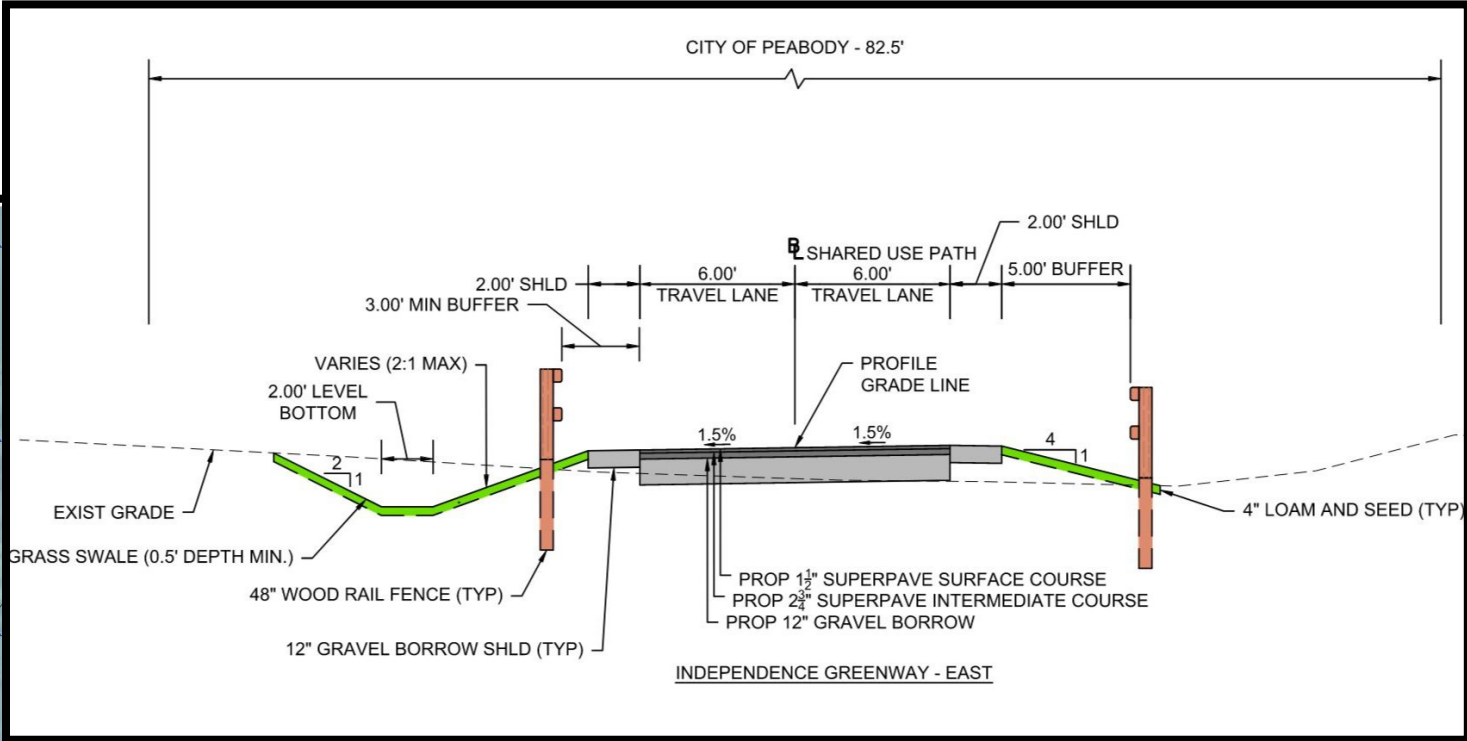 CITY OF PEABODY - 82.5'
2.00' SHLD
℄ SHARED USE PATH
6.00'
6.00'
5.00' BUFFER
2.00' SHLD
TRAVEL LANE
TRAVEL LANE
3.00' MIN BUFFER
VARIES (2:1 MAX)
PROFILE
GRADE LINE
2.00' LEVEL
BOTTOM
1.5%
1.5%
4
1
2
1
EXIST GRADE
4" LOAM AND SEED (TYP)
GRASS SWALE (0.5' DEPTH MIN.)
PROP 1½" SUPERPAVE SURFACE COURSE
48" WOOD RAIL FENCE (TYP)
PROP 2¾" SUPERPAVE INTERMEDIATE COURSE
PROP 12" GRAVEL BORROW
12" GRAVEL BORROW SHLD (TYP)
INDEPENDENCE GREENWAY - EAST